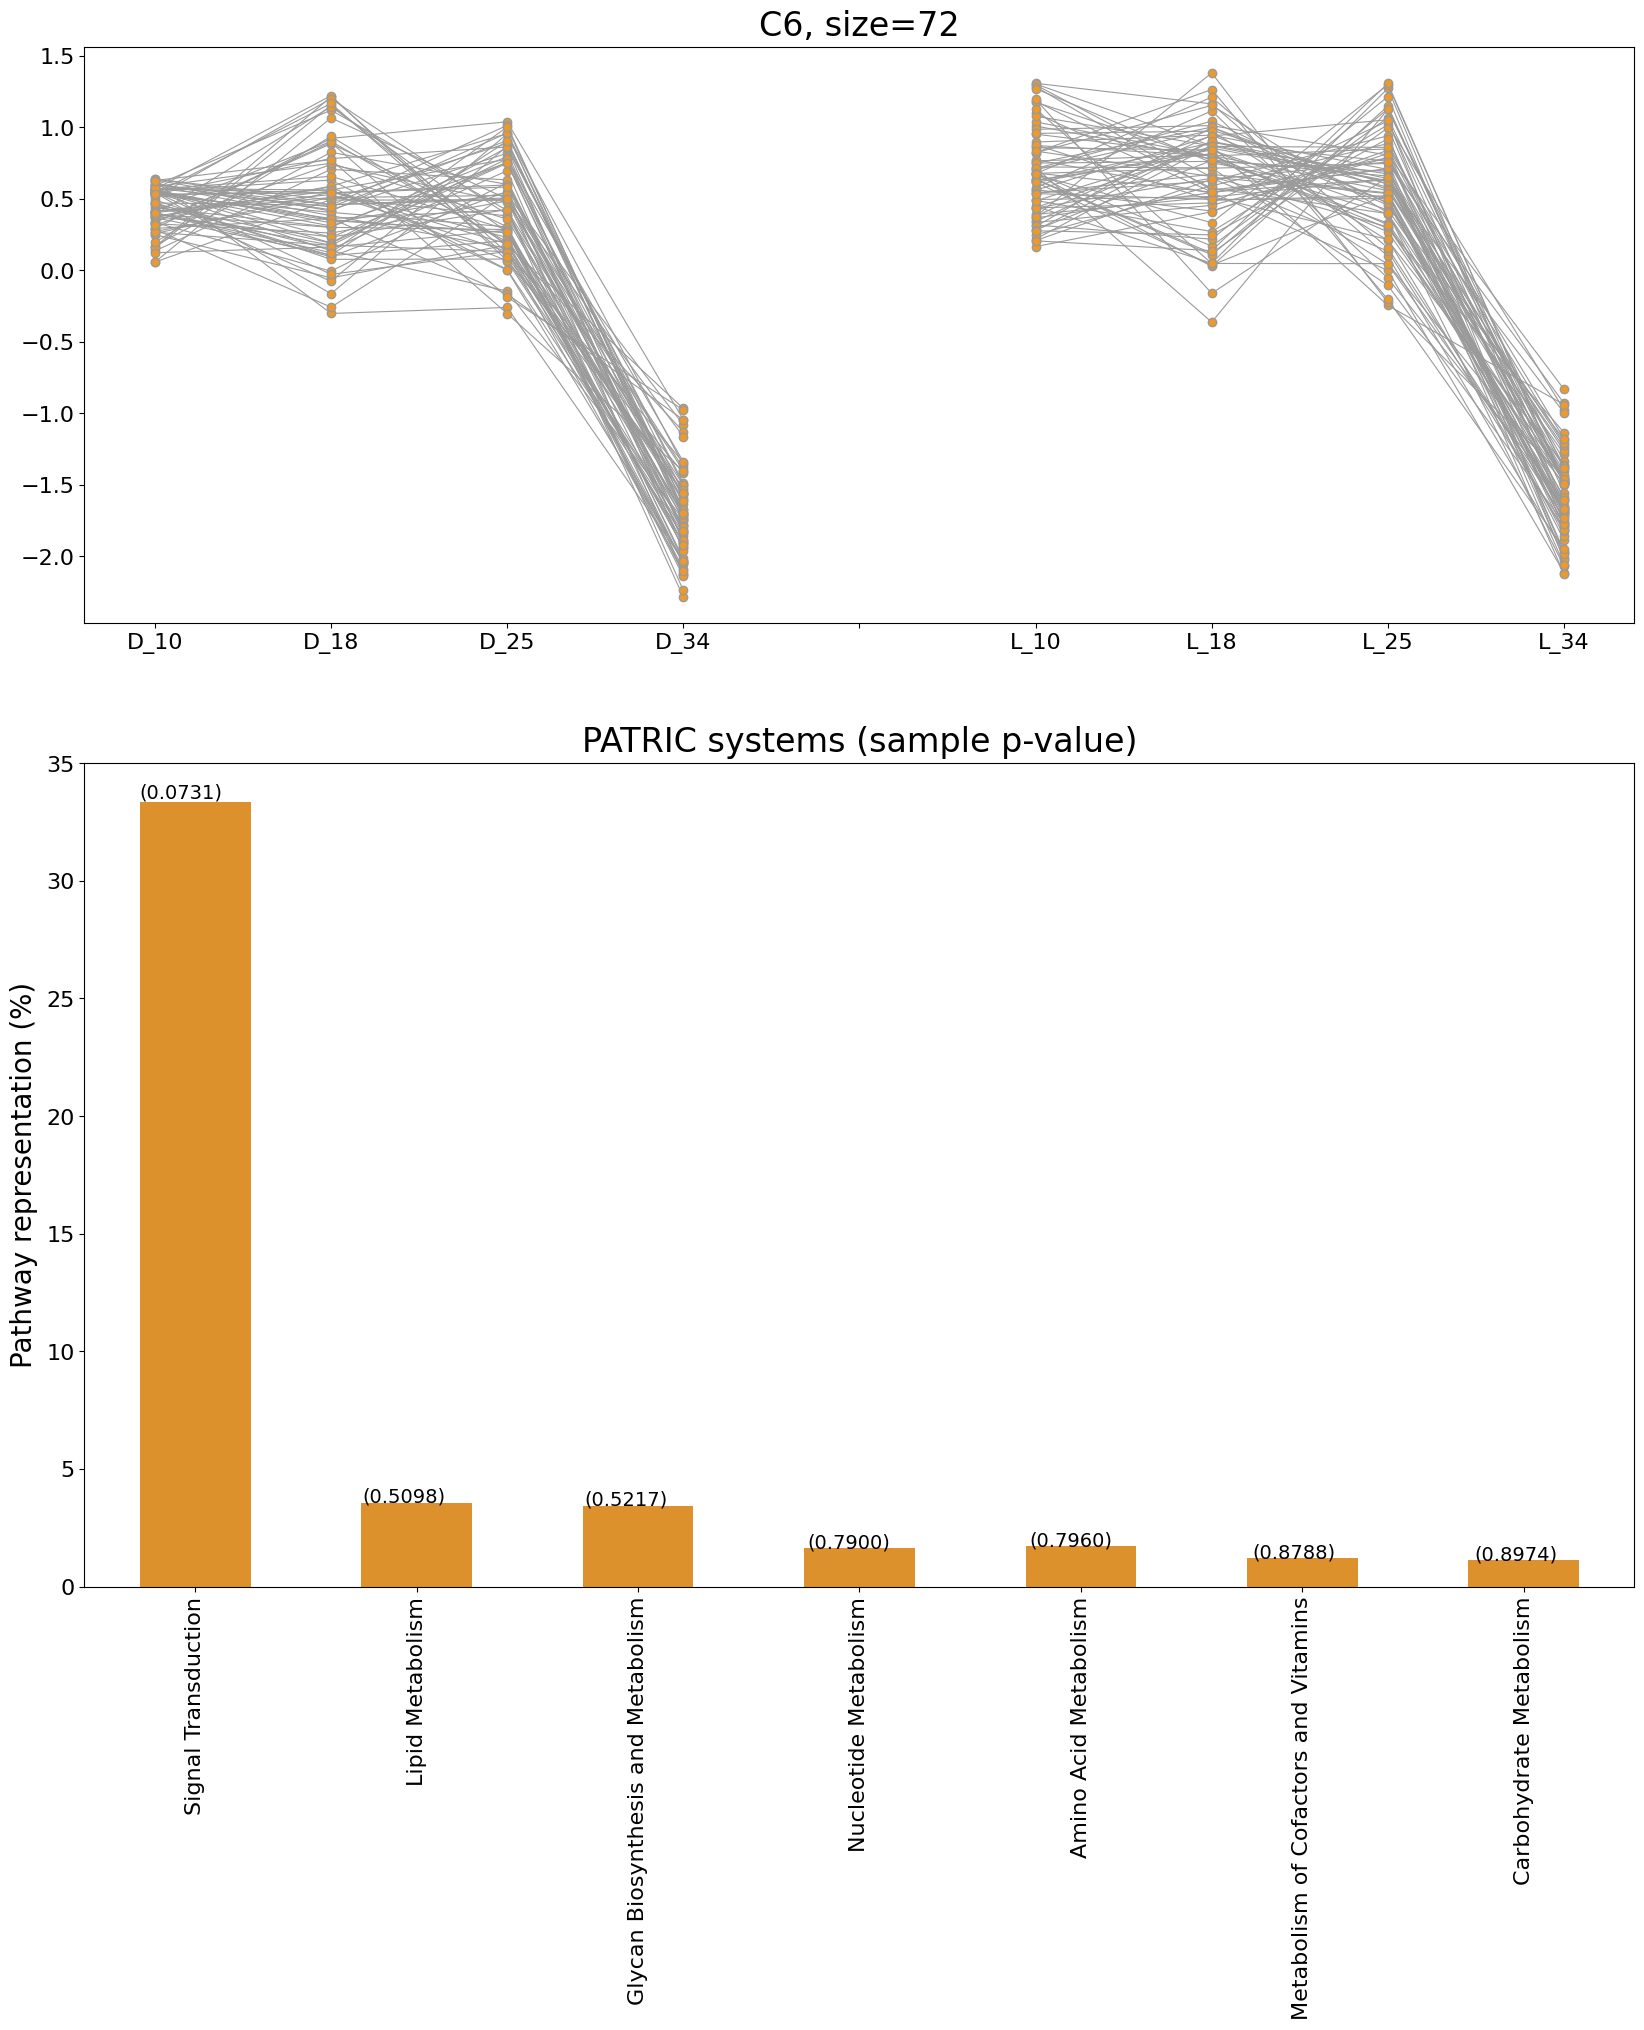 C6, size=72
1.5
1.0
0.5
0.0
−0.5
−1.0
−1.5
−2.0
D_10 D_18 D_25 D_34 L_10 L_18 L_25 L_34
PATRIC systems (sample p-value)
Pathway representation (%)
35
30
25
20
15
10
5
0
(0.0731)
(0.5098)
(0.5217)
(0.7900)
(0.7960)
(0.8788)
(0.8974)
Signal Transduction
Lipid Metabolism
Glycan Biosynthesis and Metabolism
Nucleotide Metabolism
Amino Acid Metabolism
Metabolism of Cofactors and Vitamins
Carbohydrate Metabolism